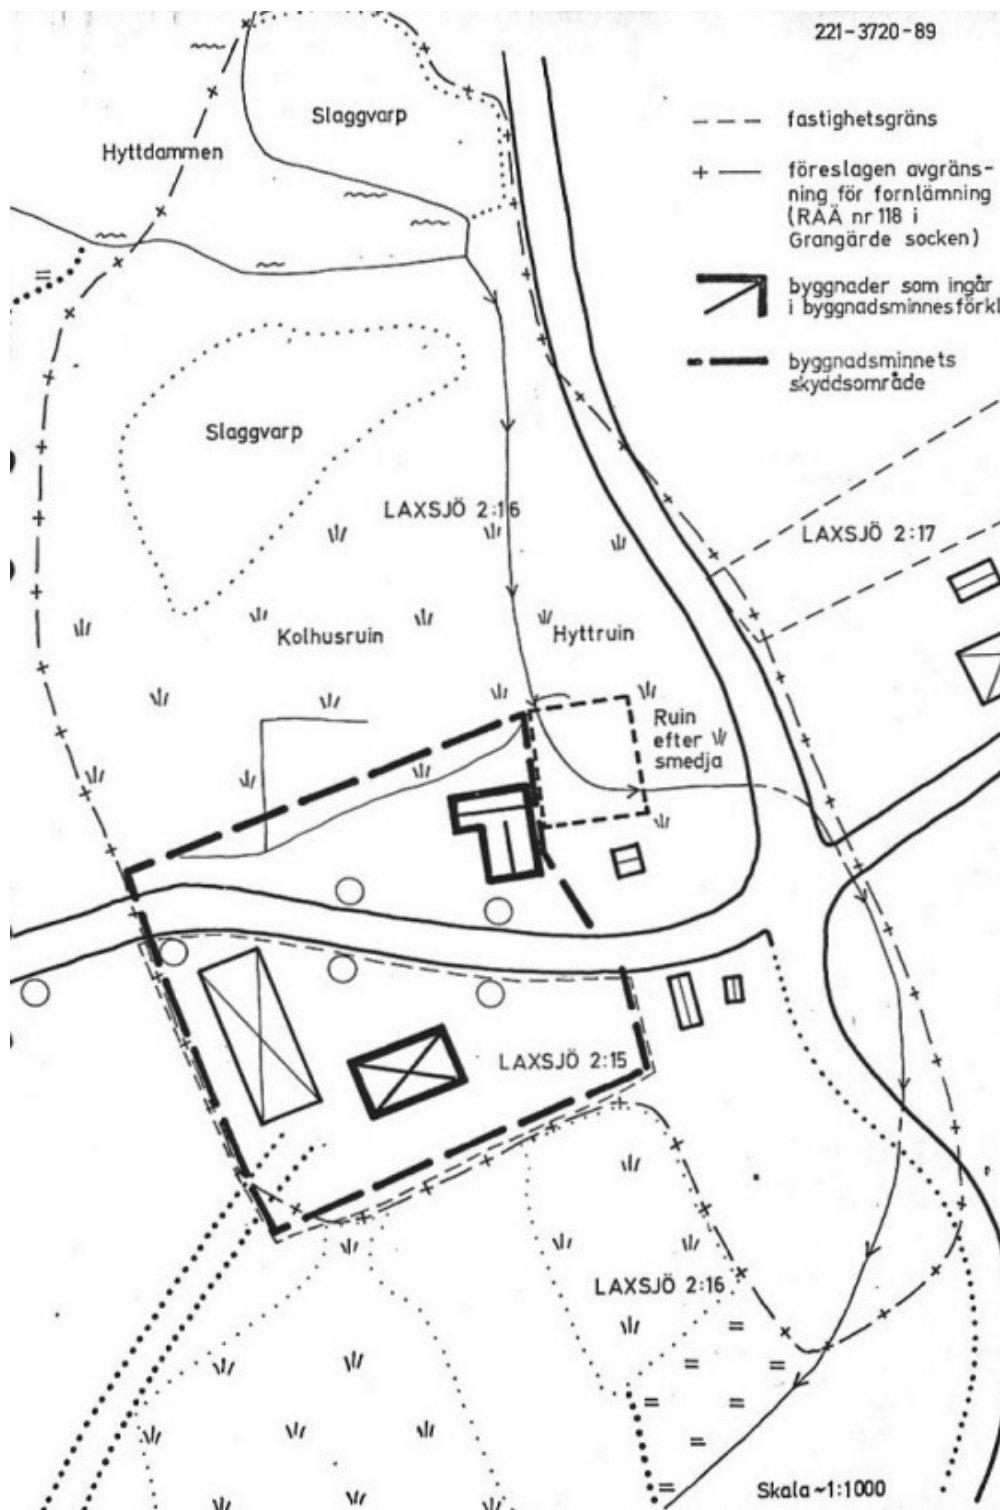 221-3720-89
Slaggvarp
Hyttdammen
fastighetsgräns
föreslagen avgräns-
ning för fornlämning
(RAÄ nr 118 i
Grangärde socken)
byggnader som ingår
i byggnadsminnesförkl
byggnadsminnets
skyddsområde
Slaggvarp
LAXSJÖ 2:16
LAXSJÖ 2:17
Kolhusruin
Hyttruin
Ruin
efter
smedja
LAXSJÖ 2:15
LAXSJÖ 2:16
Skala ~1:1000